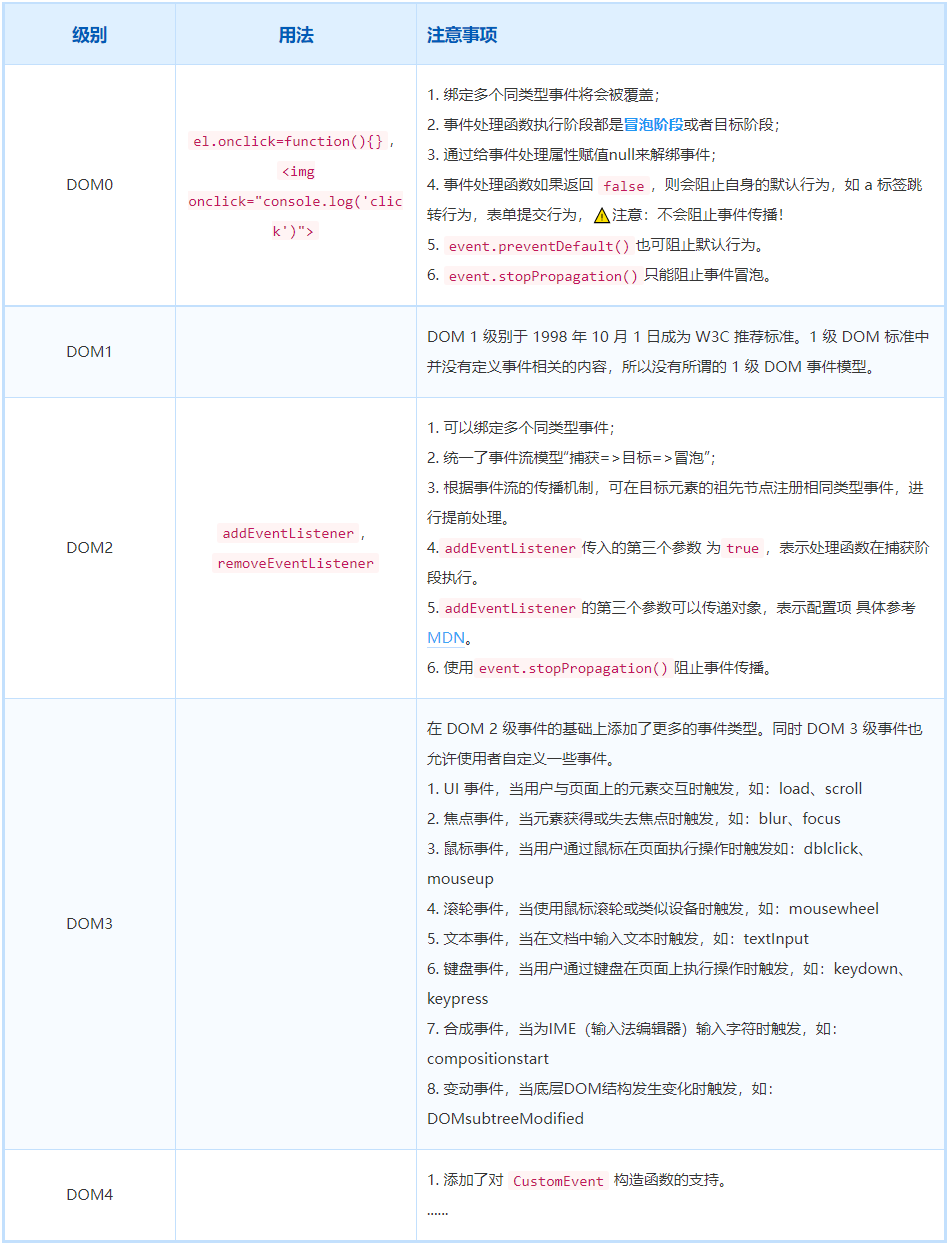 级别 用法 注意事项
DOM0
el.onclick=function(){} ,
<img
onclick="console.log('clic
k')">
1. 绑定多个同类型事件将会被覆盖；
2. 事件处理函数执行阶段都是冒泡阶段或者目标阶段；
3. 通过给事件处理属性赋值null来解绑事件；
4. 事件处理函数如果返回 false ，则会阻止自身的默认行为，如 a 标签跳
转行为，表单提交行为，⚠️注意：不会阻止事件传播！
5. event.preventDefault() 也可阻止默认行为。
6. event.stopPropagation() 只能阻止事件冒泡。
DOM1
DOM 1 级别于 1998 年 10 月 1 日成为 W3C 推荐标准。1 级 DOM 标准中
并没有定义事件相关的内容，所以没有所谓的 1 级 DOM 事件模型。
DOM2
addEventListener ,
removeEventListener
1. 可以绑定多个同类型事件；
2. 统一了事件流模型“捕获=>目标=>冒泡”；
3. 根据事件流的传播机制，可在目标元素的祖先节点注册相同类型事件，进
行提前处理。
4. addEventListener 传入的第三个参数 为 true ，表示处理函数在捕获阶
段执行。
5. addEventListener 的第三个参数可以传递对象，表示配置项 具体参考
MDN。
6. 使用 event.stopPropagation() 阻止事件传播。
DOM3
在 DOM 2 级事件的基础上添加了更多的事件类型。同时 DOM 3 级事件也
允许使用者自定义一些事件。
1. UI 事件，当用户与页面上的元素交互时触发，如：load、scroll
2. 焦点事件，当元素获得或失去焦点时触发，如：blur、focus
3. 鼠标事件，当用户通过鼠标在页面执行操作时触发如：dblclick、
mouseup
4. 滚轮事件，当使用鼠标滚轮或类似设备时触发，如：mousewheel
5. 文本事件，当在文档中输入文本时触发，如：textInput
6. 键盘事件，当用户通过键盘在页面上执行操作时触发，如：keydown、
keypress
7. 合成事件，当为IME（输入法编辑器）输入字符时触发，如：
compositionstart
8. 变动事件，当底层DOM结构发生变化时触发，如：
DOMsubtreeModified
DOM4
1. 添加了对 CustomEvent 构造函数的支持。
......